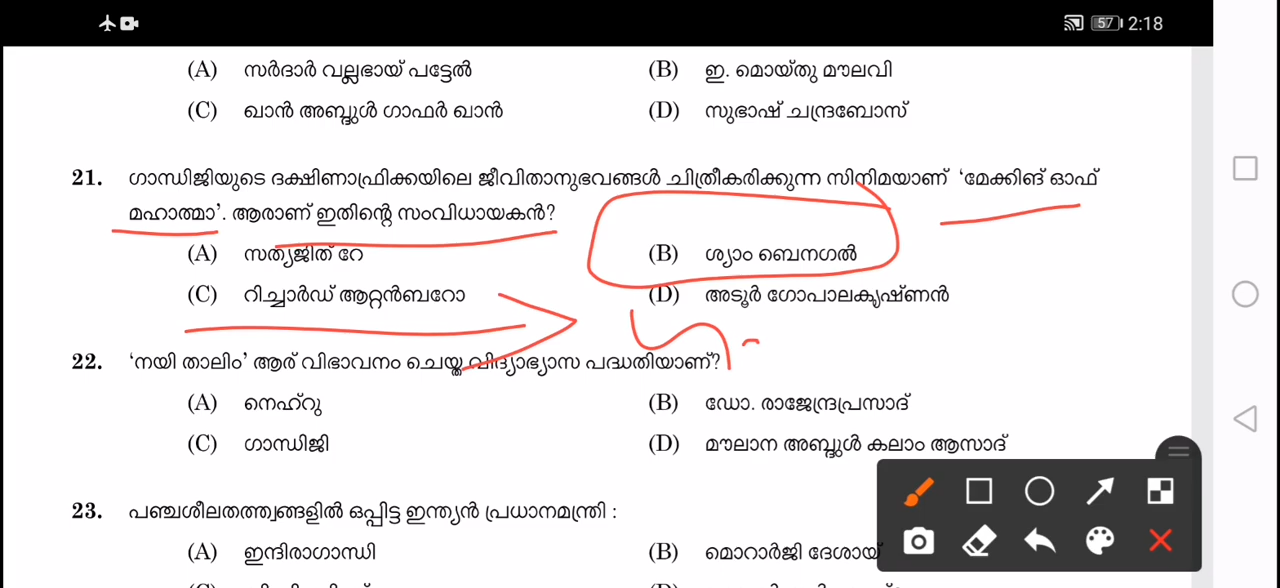 57 2:18
(A) സർദാർ വല്ലഭായ് പട്ടേൽ (B) ഇ. മൊയ്തു മൗലവി
(C) ഖാൻ അബ്ദുൾ ഗാഫർ ഖാൻ (D) സുഭാഷ് ചന്ദ്രബോസ്
21. ഗാന്ധിജിയുടെ ദക്ഷിണാഫ്രിക്കയിലെ ജീവിതാനുഭവങ്ങൾ ചിത്രീകരിക്കുന്ന സിനിമയാണ് ‘മേക്കിങ് ഓഫ്
മഹാത്മാ’. ആരാണ് ഇതിന്റെ സംവിധായകൻ?
(A) സത്യജിത് റേ (B) ശ്യാം ബെനഗൽ
(C) റിച്ചാർഡ് ആറ്റൻബറോ (D) അടൂർ ഗോപാലകൃഷ്ണൻ
22. ‘നയി താലിം’ ആര് വിഭാവനം ചെയ്ത വിദ്യാഭ്യാസ പദ്ധതിയാണ്?
(A) നെഹ്റു (B) ഡോ. രാജേന്ദ്രപ്രസാദ്
(C) ഗാന്ധിജി (D) മൗലാന അബ്ദുൾ കലാം ആസാദ്
23. പഞ്ചശീലതത്ത്വങ്ങളിൽ ഒപ്പിട്ട ഇന്ത്യൻ പ്രധാനമന്ത്രി :
(A) ഇന്ദിരാഗാന്ധി (B) മൊറാർജി ദേശായ്